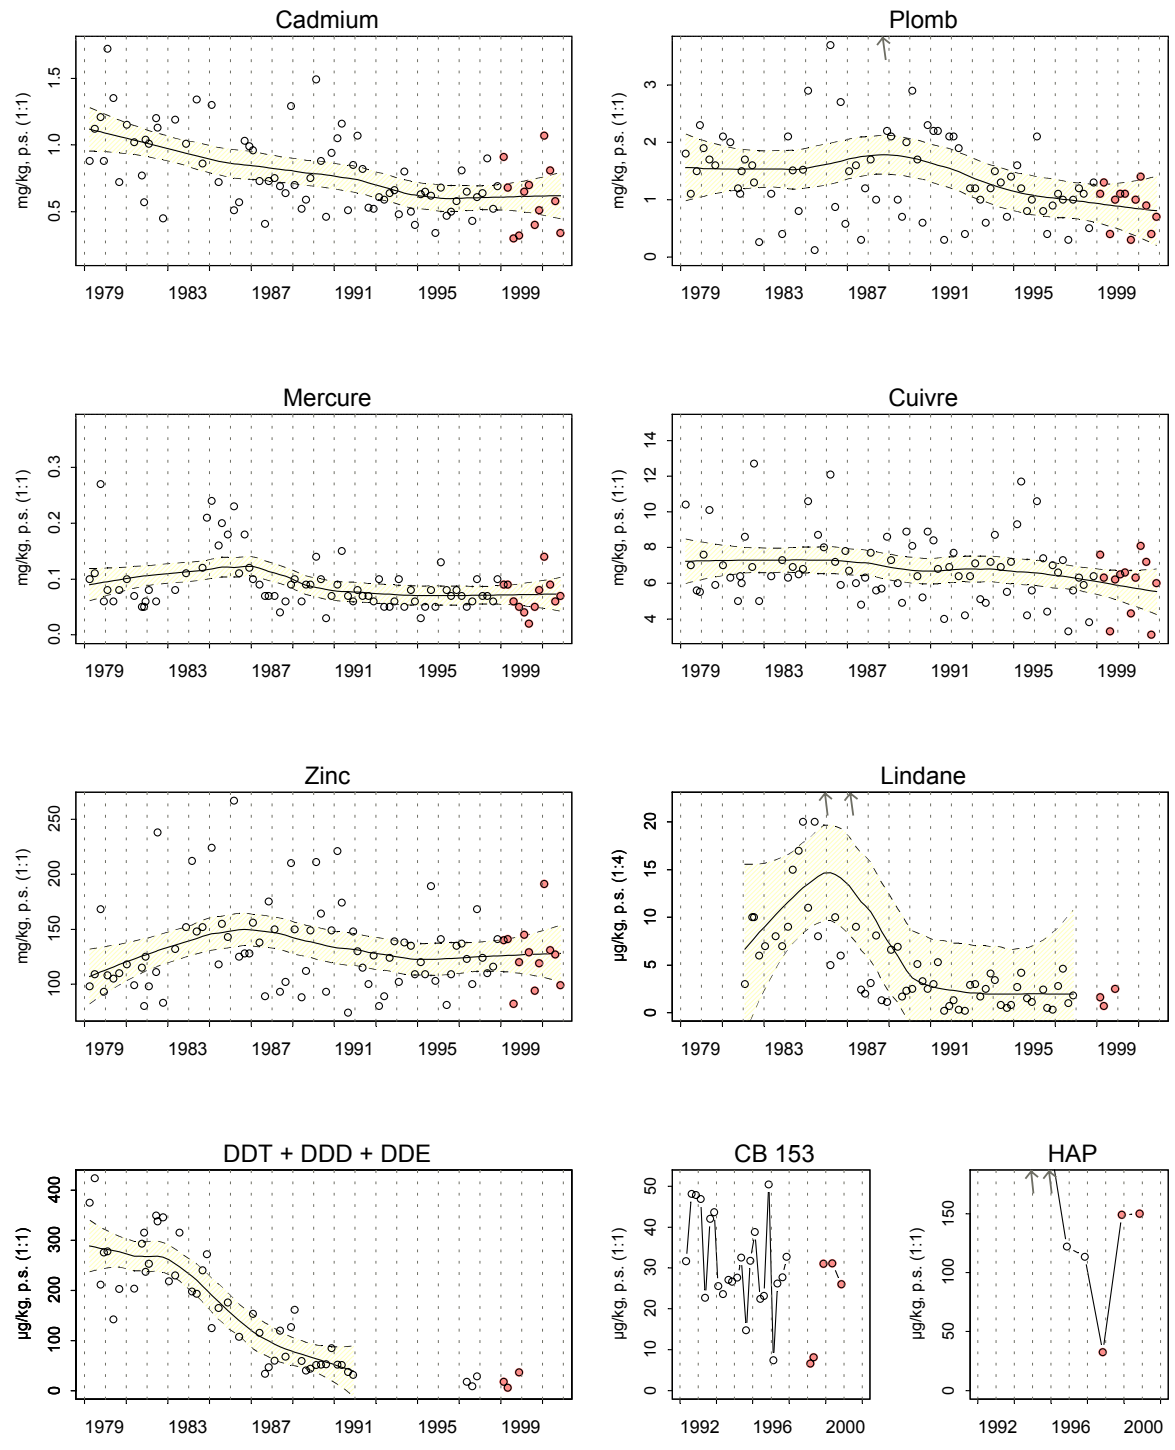 Cadmium
mg/kg, p.s. (1:1)
1.5
1.0
0.5
1979 1983 1987 1991 1995 1999
Plomb
mg/kg, p.s. (1:1)
3
2
1
0
1979 1983 1987 1991 1995 1999
Mercure
mg/kg, p.s. (1:1)
0.3
0.2
0.1
0.0
1979 1983 1987 1991 1995 1999
Cuivre
mg/kg, p.s. (1:1)
14
12
10
8
6
4
1979 1983 1987 1991 1995 1999
Zinc
mg/kg, p.s. (1:1)
250
200
150
100
1979 1983 1987 1991 1995 1999
Lindane
µg/kg, p.s. (1:4)
20
15
10
5
0
1979 1983 1987 1991 1995 1999
DDT + DDD + DDE
µg/kg, p.s. (1:1)
400
300
200
100
0
1979 1983 1987 1991 1995 1999
CB 153
µg/kg, p.s. (1:1)
50
40
30
20
10
0
1992 1996 2000
HAP
µg/kg, p.s. (1:1)
150
100
50
0
1992 1996 2000